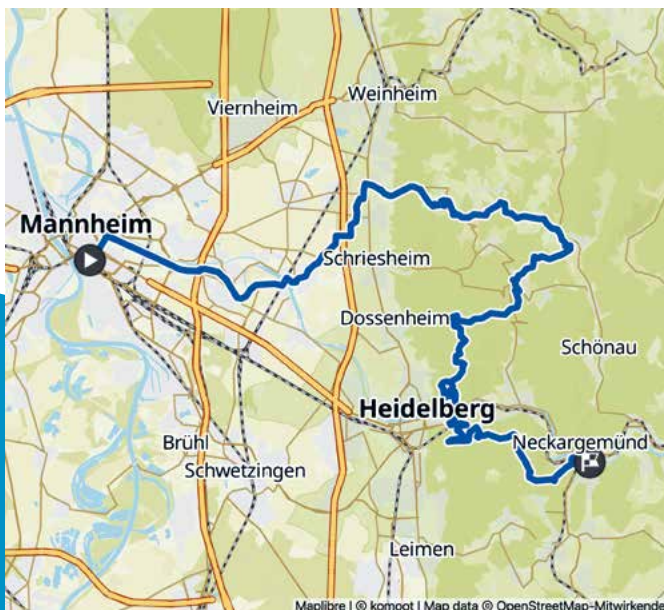 Weinheim
Viernheim
Mannheim
Schriesheim
Dossenheim
Schönau
Heidelberg
Neckargemünd
Brühl
Schwetzingen
Leimen
Maplibre | © komoot | Map data © OpenStreetMap-Mitwirkende